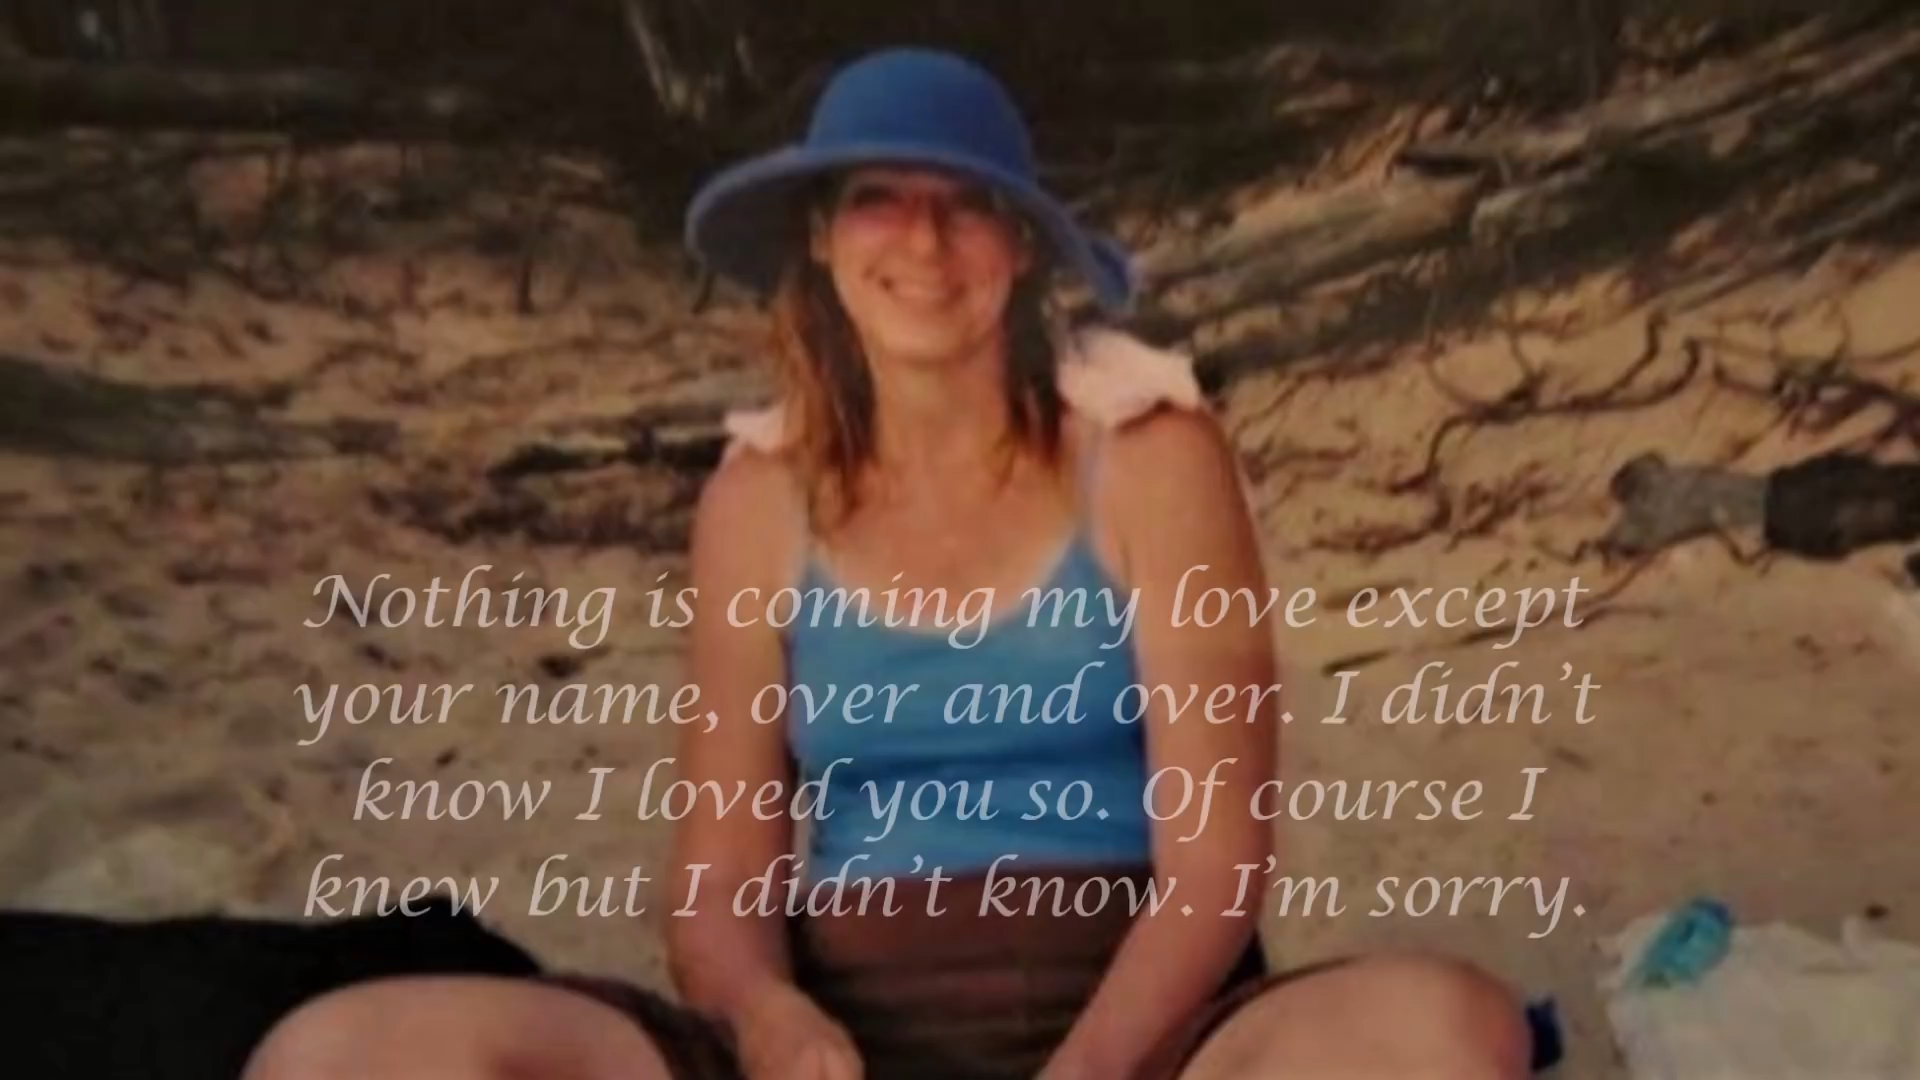 Nothing is coming my love except
your name, over and over. I didn’t
know I loved you so. Of course I
knew but I didn’t know. I’m sorry.